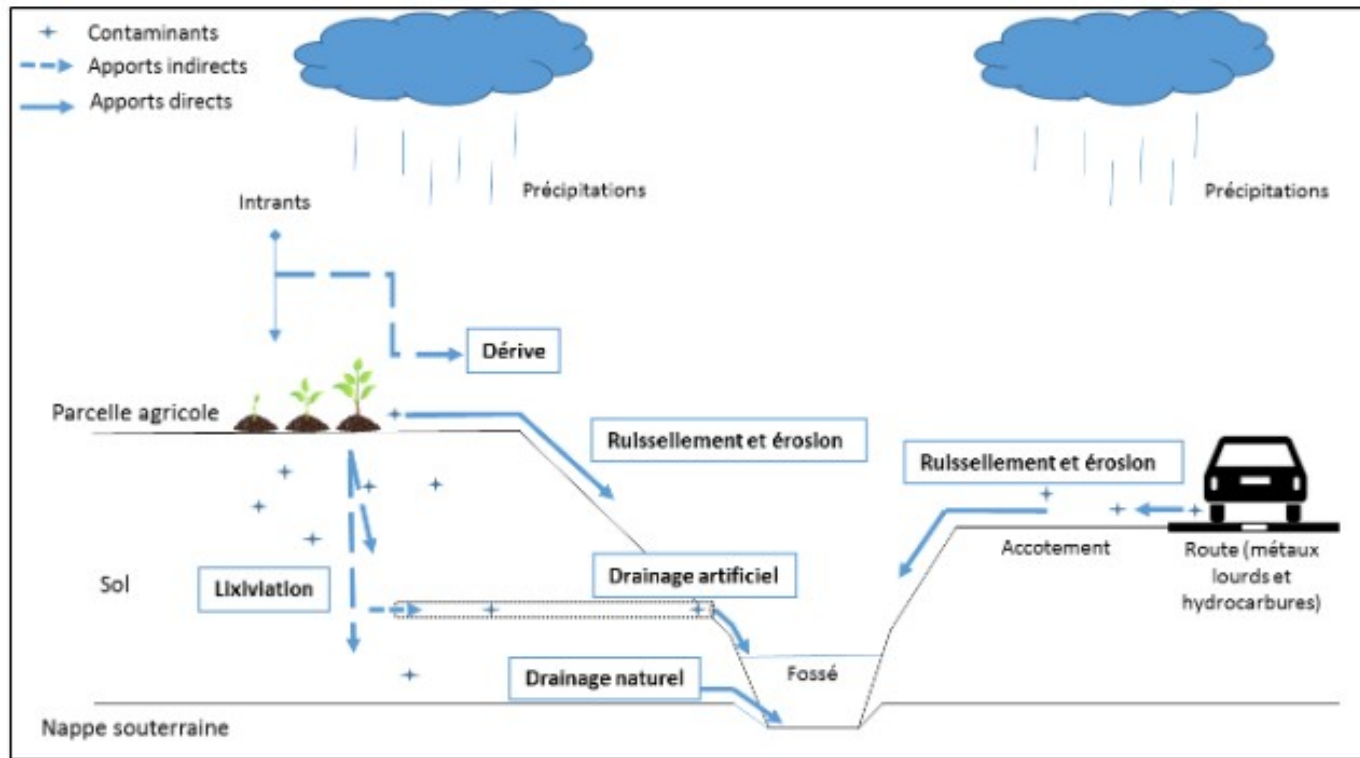 Contaminants
Apports indirects
Apports directs
Précipitations
Précipitations
Intrants
Dérive
Parcelle agricole
Ruissellement et érosion
Ruissellement et érosion
Accotement
Route (métaux
lourds et
hydrocarbures)
Sol
Lixiviation
Drainage artificiel
Fossé
Drainage naturel
Nappe souterraine